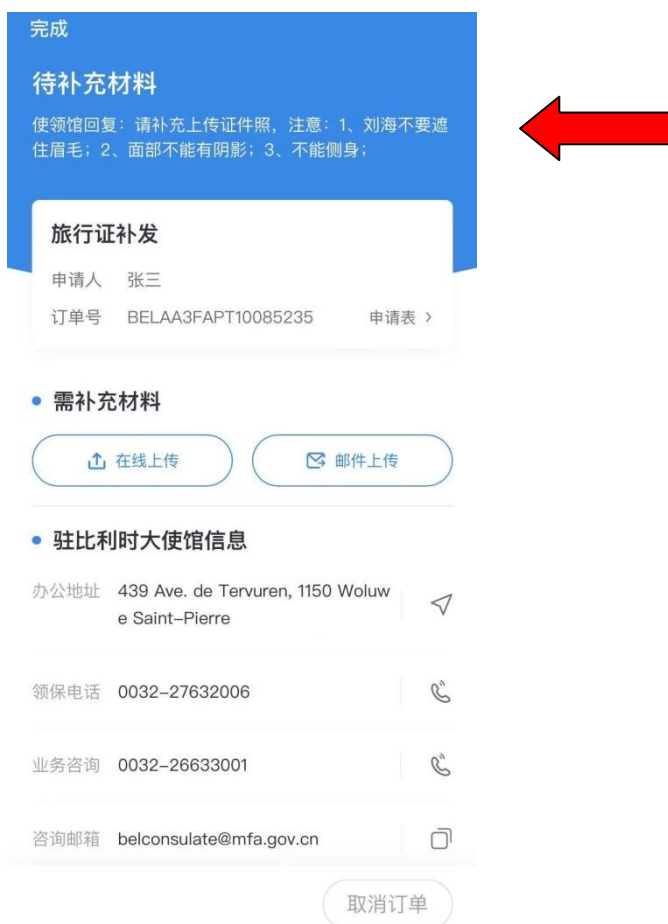 完成
待补充材料
使领馆回复：请补充上传证件照，注意：1、刘海不要遮
住眉毛；2、面部不能有阴影；3、不能侧身；
旅行证补发
申请人 张三
订单号 BELAA3FAPT10085235 申请表
需补充材料
在线上传 邮件上传
驻比利时大使馆信息
办公地址 439 Ave. de Tervuren, 1150 Woluw
e Saint-Pierre
领保电话 0032-27632006
业务咨询 0032-26633001
咨询邮箱 belconsulate@mfa.gov.cn
取消订单